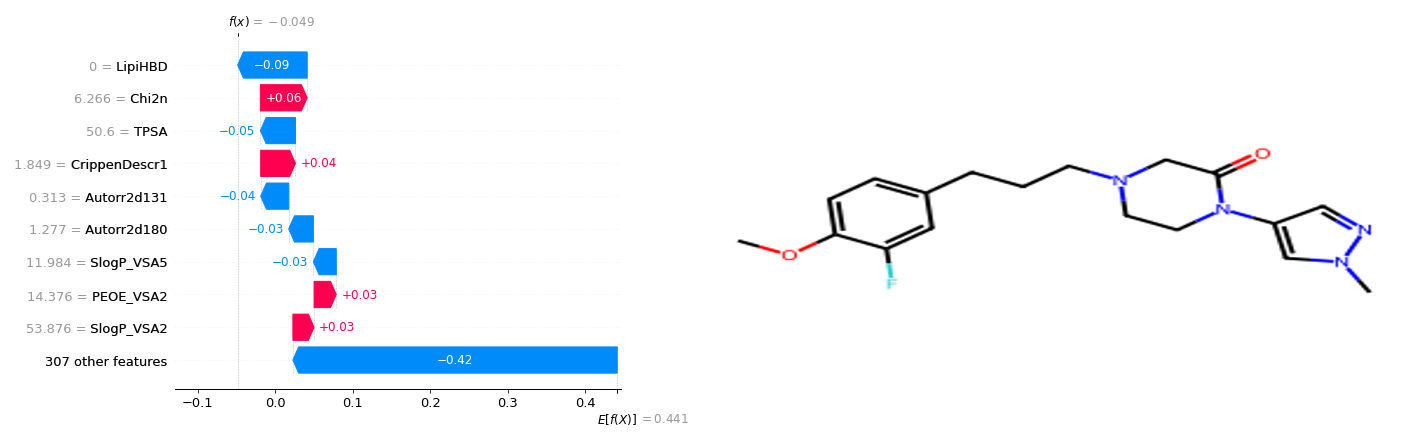 f(x) = −0.049
0 = LipiHBD
−0.09
6.266 = Chi2n
+0.06
50.6 = TPSA
−0.05
1.849 = CrippenDescr1
+0.04
0.313 = Autorr2d131
−0.04
1.277 = Autorr2d180
−0.03
11.984 = SlogP_VSA5
−0.03
14.376 = PEOE_VSA2
+0.03
53.876 = SlogP_VSA2
+0.03
307 other features
−0.42
−0.1 0.0 0.1 0.2 0.3 0.4
E[f(X)] = 0.441
O
N
N
N
N
O
F